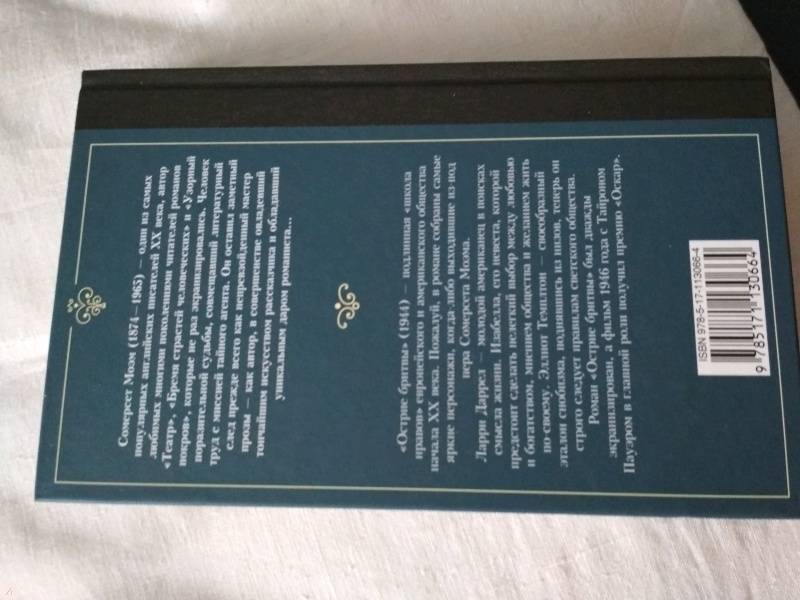 Сомерсет Моэм (1874—1965) — один из самых
популярных английских писателей XX века, автор
любимых многими поколениями читателей романов
«Театр», «Бремя страстей человеческих» и «Узорный
покров», которые не раз экранизировались. Человек
поразительной судьбы, совмещавший литературный
труд с миссией тайного агента. Он оставил заметный
след прежде всего как непревзойденный мастер
прозы — как автор, в совершенстве овладевший
тончайшим искусством рассказчика и обладавший
уникальным даром романиста...
«Острие бритвы» (1944) — подлинная «школа
нравов» европейского и американского общества
начала XX века. Пожалуй, в романе собраны самые
яркие персонажи, когда-либо выходившие из-под
пера Сомерсета Моэма.
Ларри Даррел — молодой американец в поисках
смысла жизни. Изабелла, его невеста, которой
предстоит сделать нелегкий выбор между любовью
и богатством, мнением общества и желанием жить
по-своему. Эллиот Темплтон — своеобразный
эталон снобизма, поднявшись из низов, теперь он
строго следует правилам светского общества.
Роман «Острие бритвы» был дважды
экранизирован, а фильм 1946 года с Тайроном
Пауэром в главной роли получил премию «Оскар».
ISBN 978-5-17-113066-4
9 785171 130664